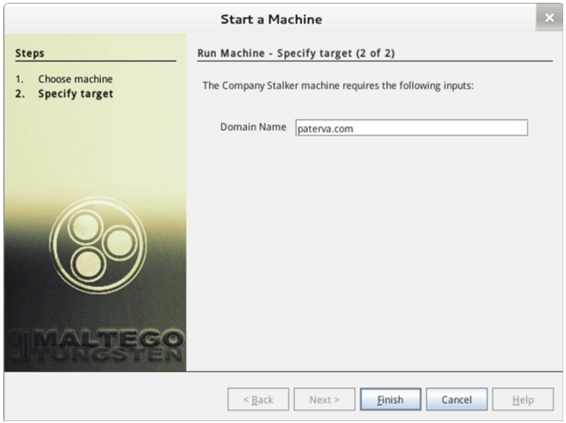 Start a Machine
Steps
1. Choose machine
2. Specify target
Run Machine - Specify target (2 of 2)
The Company Stalker machine requires the following inputs:
Domain Name paterva.com
MALTEGO
TUNGSTEN
< Back Next > Finish Cancel Help